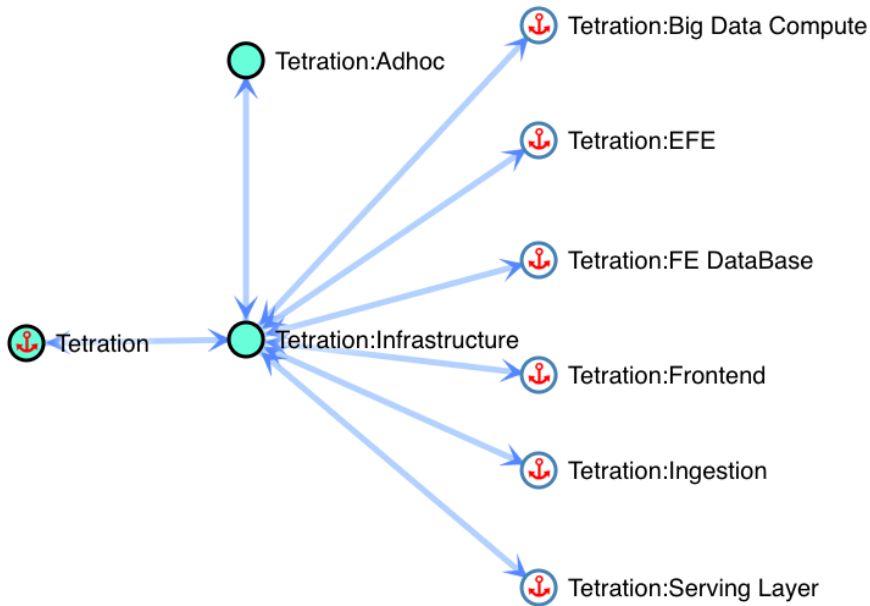 Tetration:Big Data Compute
Tetration:Adhoc
Tetration:EFE
Tetration:FE DataBase
Tetration
Tetration:Infrastructure
Tetration:Frontend
Tetration:Ingestion
Tetration:Serving Layer